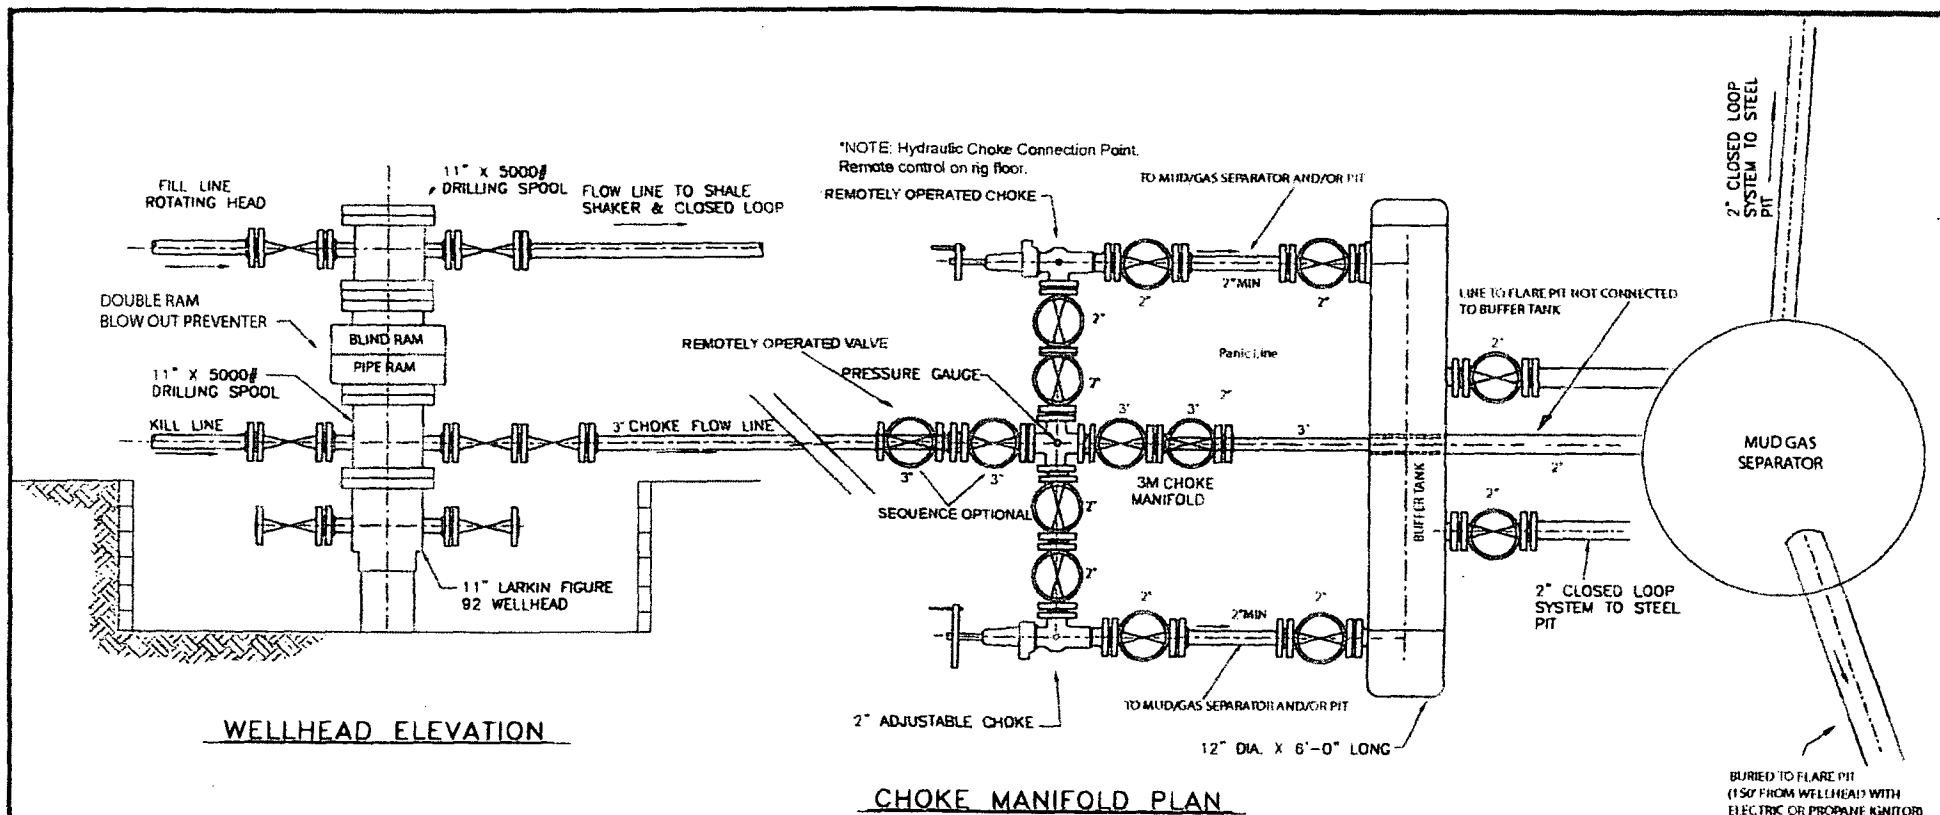 11" X 5000#
DRILLING SPOOL
FILL LINE
ROTATING HEAD
FLOW LINE TO SHALE
SHAKER & CLOSED LOOP
DOUBLE RAM
BLOW OUT PREVENTER
BLIND RAM
PIPE RAM
11" X 5000#
DRILLING SPOOL
KILL LINE
3" CHOKE FLOW LINE
11" LARKIN FIGURE
92 WELLHEAD
WELLHEAD ELEVATION
*NOTE: Hydraulic Choke Connection Point.
Remote control on rig floor.
REMOTELY OPERATED CHOKE
TO MUD/GAS SEPARATOR AND/OR PIT
2"
2"MIN
2"
2"
2"
REMOTELY OPERATED VALVE
PRESSURE GAUGE
Panic Line
2"
3"
3"
3"
3"
3"
SEQUENCE OPTIONAL
3M CHOKE
MANIFOLD
2"
2"
2"
2"MIN
2"
2" ADJUSTABLE CHOKE
TO MUD/GAS SEPARATOR AND/OR PIT
BUFFER TANK
12" DIA. X 6'-0" LONG
CHOKE MANIFOLD PLAN
LINE TO FLARE PIT NOT CONNECTED
TO BUFFER TANK
2"
2"
2"
2" CLOSED LOOP
SYSTEM TO STEEL
PIT
2" CLOSED LOOP
SYSTEM TO STEEL
PIT
MUD GAS
SEPARATOR
BURIED TO FLARE PIT
(150' FROM WELLHEAD WITH
ELECTRIC OR PROPANE IGNITOR)